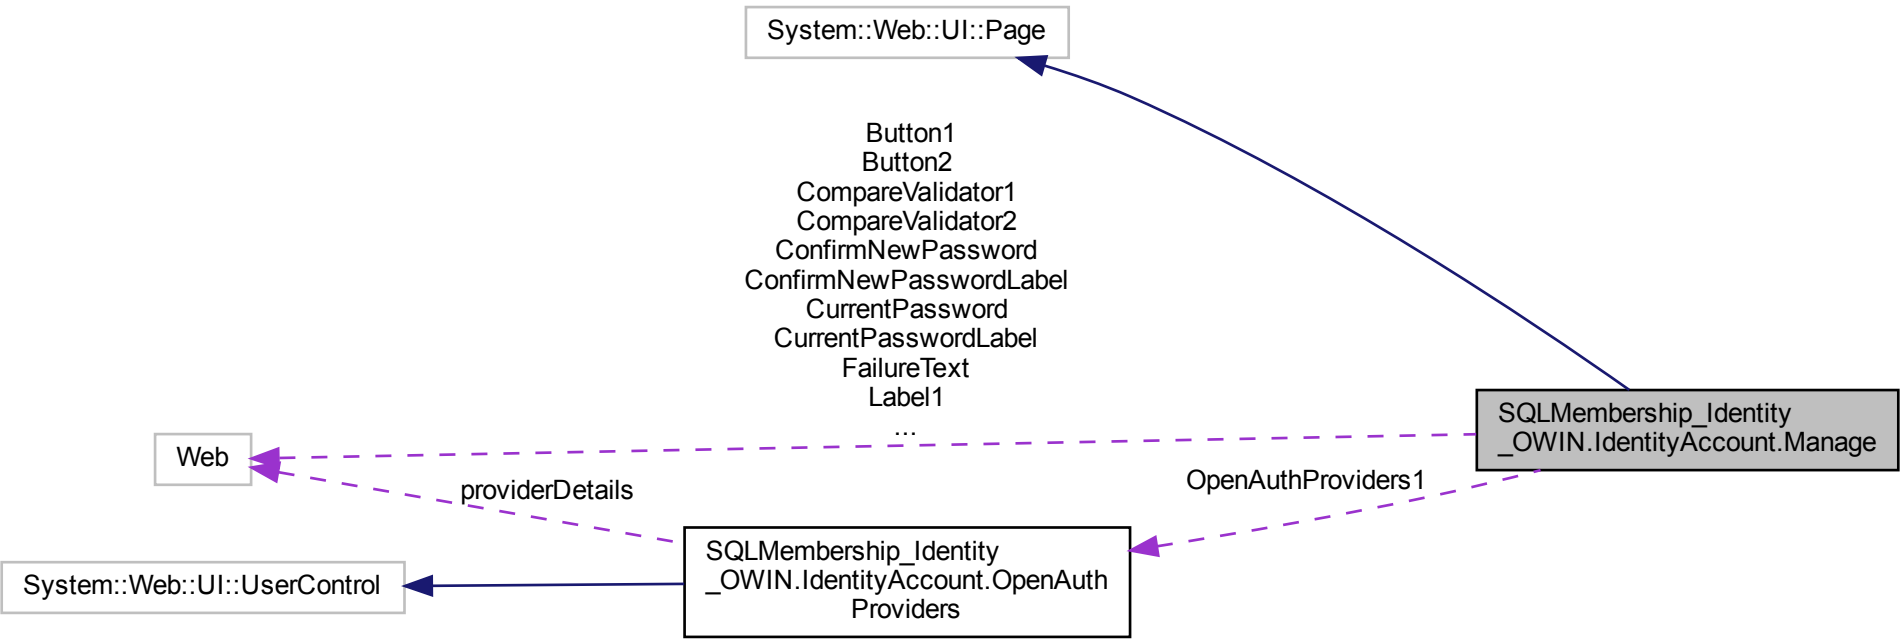 System::Web::UI::Page
Button1
Button2
CompareValidator1
CompareValidator2
ConfirmNewPassword
ConfirmNewPasswordLabel
CurrentPassword
CurrentPasswordLabel
FailureText
Label1
...
SQLMembership_Identity
_OWIN.IdentityAccount.Manage
Web
providerDetails
OpenAuthProviders1
SQLMembership_Identity
_OWIN.IdentityAccount.OpenAuth
Providers
System::Web::UI::UserControl